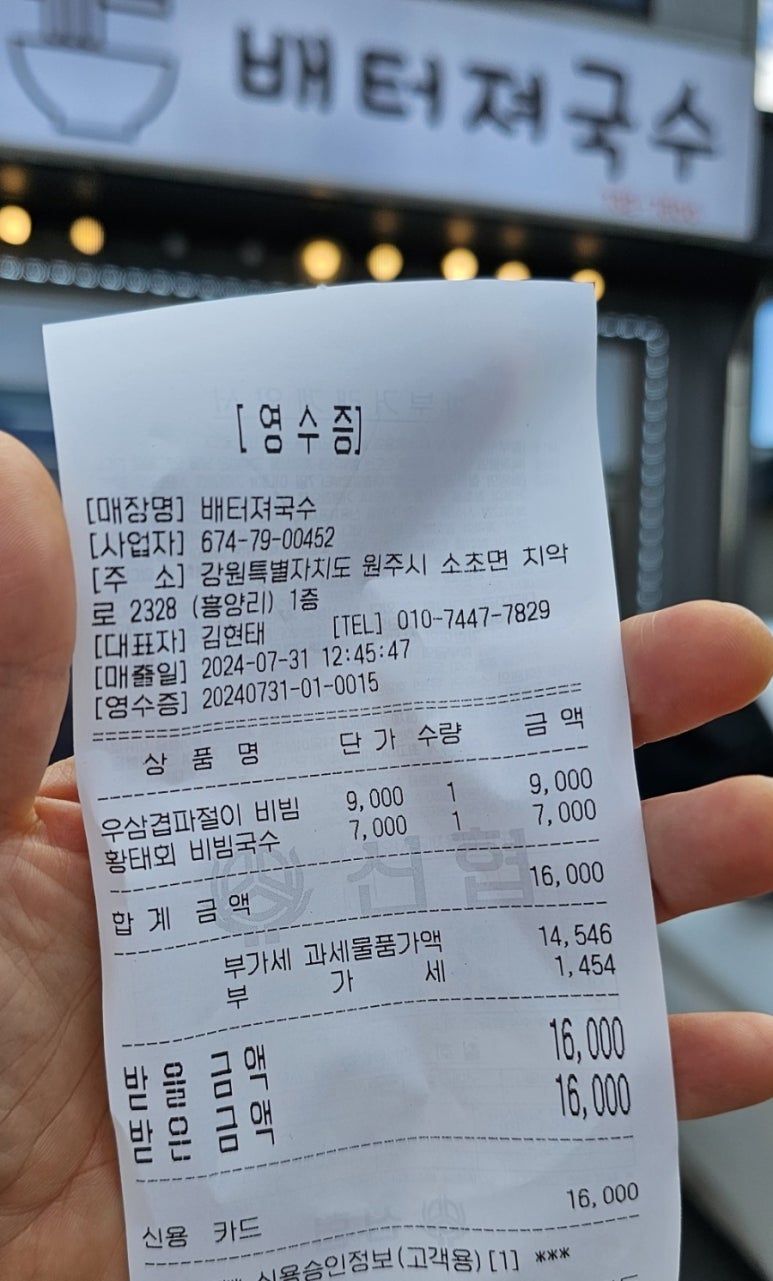 배터져국수
[영수증]
[매장명] 배터져국수
[사업자] 674-79-00452
[주 소] 강원특별자치도 원주시 소초면 치악
로 2328 (흥양리) 1층
[대표자] 김현태 [TEL] 010-7447-7829
[매출일] 2024-07-31 12:45:47
[영수증] 20240731-01-0015
상 품 명 단 가 수량 금 액
우삼겹파절이 비빔 9,000 1 9,000
황태회 비빔국수 7,000 1 7,000
합 계 금 액 16,000
부가세 과세물품가액 14,546
부 가 세 1,454
받 을 금 액 16,000
받 은 금 액 16,000
신용 카드 16,000
신용승인정보(고객용)[1] ***